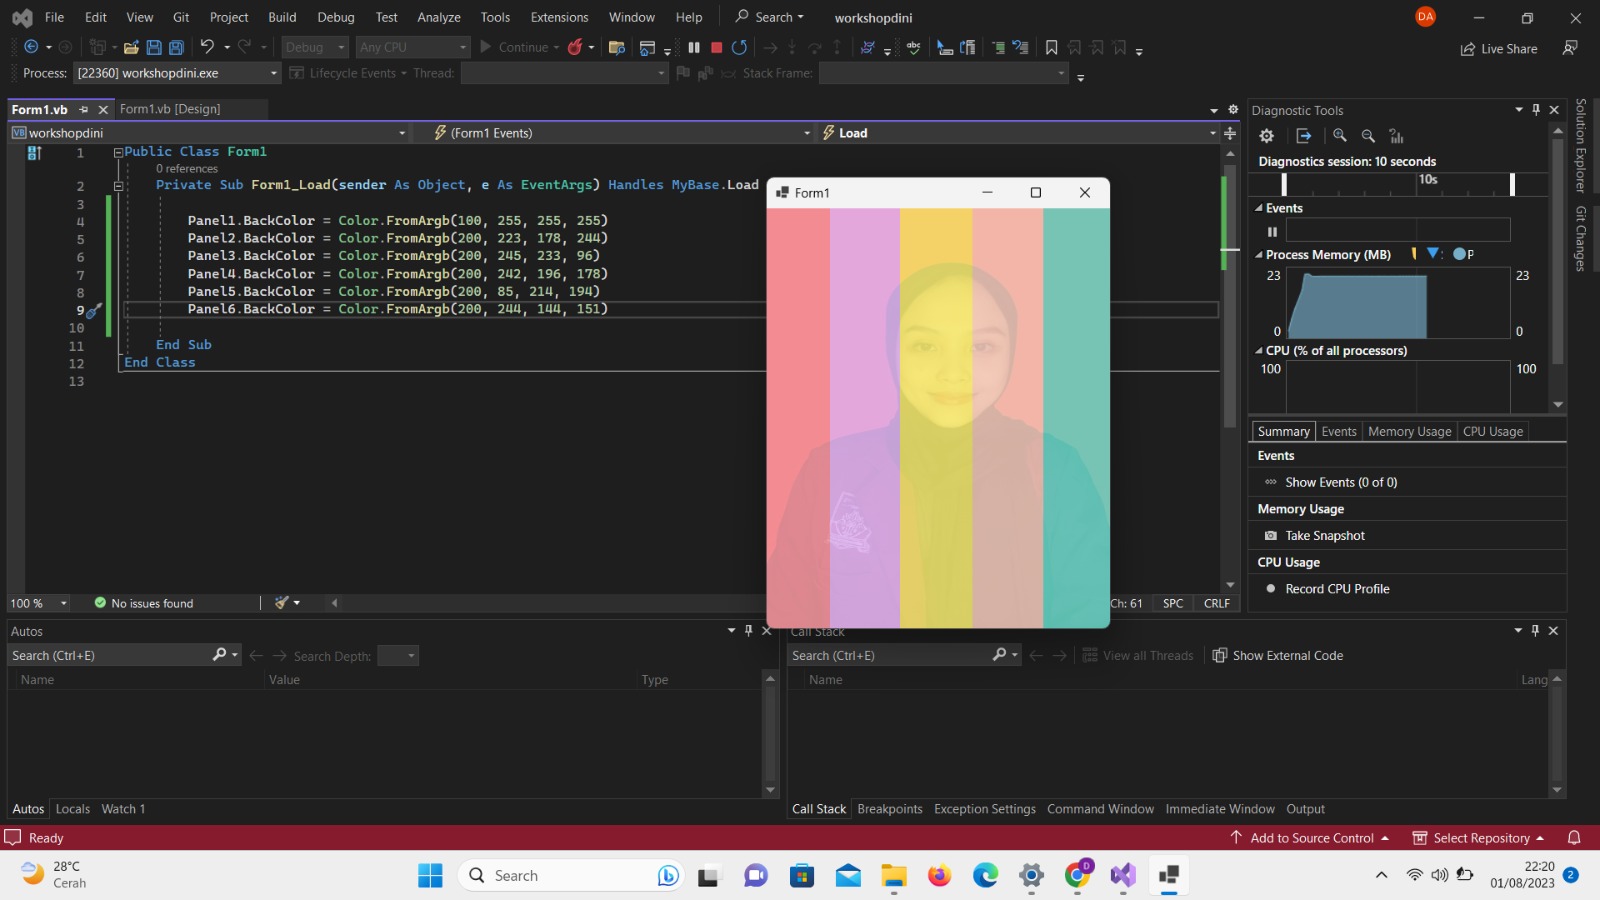 File Edit View Git Project Build Debug Test Analyze Tools Extensions Window Help Search workshopdini DA
Debug Any CPU Continue Live Share
Process: [22360] workshopdini.exe Lifecycle Events Thread: Stack Frame:
Form1.vb Form1.vb [Design]
VB workshopdini (Form1 Events) Load
1 Public Class Form1
0 references
2 Private Sub Form1_Load(sender As Object, e As EventArgs) Handles MyBase.Load
3
4 Panel1.BackColor = Color.FromArgb(100, 255, 255, 255)
5 Panel2.BackColor = Color.FromArgb(200, 223, 178, 244)
6 Panel3.BackColor = Color.FromArgb(200, 245, 233, 96)
7 Panel4.BackColor = Color.FromArgb(200, 242, 196, 178)
8 Panel5.BackColor = Color.FromArgb(200, 85, 214, 194)
9 Panel6.BackColor = Color.FromArgb(200, 244, 144, 151)
10
11 End Sub
12 End Class
13
100 % No issues found Ch: 61 SPC CRLF
Form1
Diagnostic Tools
Diagnostics session: 10 seconds
10s
Events
Process Memory (MB) P
23 23
0 0
CPU (% of all processors)
100 100
Summary Events Memory Usage CPU Usage
Events
Show Events (0 of 0)
Memory Usage
Take Snapshot
CPU Usage
Record CPU Profile
Solution Explorer
Git Changes
Autos
Search (Ctrl+E) Search Depth:
Name Value Type
Autos Locals Watch 1
Call Stack
Search (Ctrl+E) View all Threads Show External Code
Name Lang
Call Stack Breakpoints Exception Settings Command Window Immediate Window Output
Ready Add to Source Control Select Repository
28°C
Cerah
Search
D
22:20
01/08/2023
2